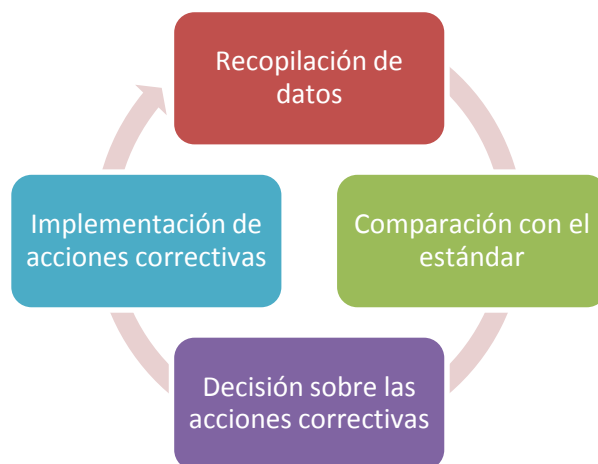 Recopilación de
datos
Comparación con el
estándar
Decisión sobre las
acciones correctivas
Implementación de
acciones correctivas